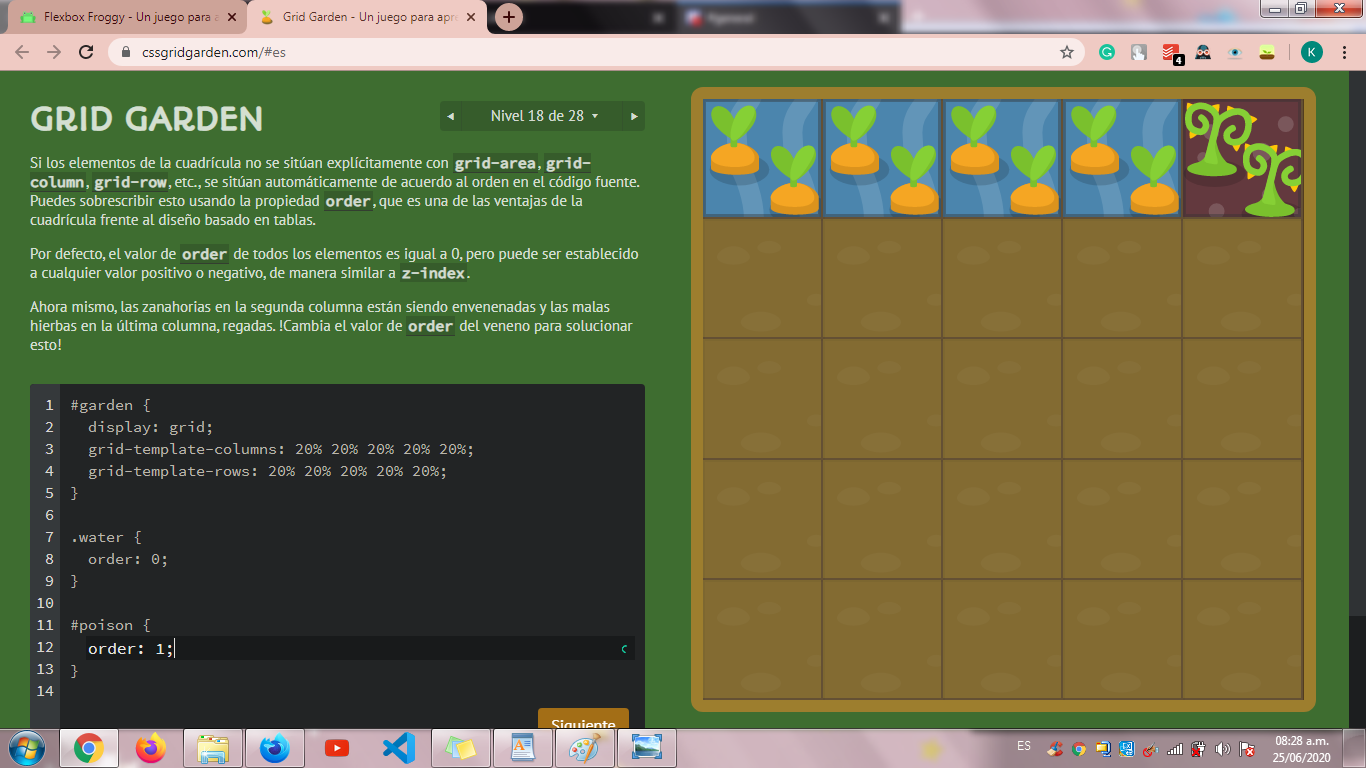 Flexbox Froggy - Un juego para a
Grid Garden - Un juego para apre
cssgridgarden.com/#es
4
K
GRID GARDEN
Nivel 18 de 28
Si los elementos de la cuadrícula no se sitúan explícitamente con grid-area, grid-
column, grid-row, etc., se sitúan automáticamente de acuerdo al orden en el código fuente.
Puedes sobrescribir esto usando la propiedad order, que es una de las ventajas de la
cuadrícula frente al diseño basado en tablas.
Por defecto, el valor de order de todos los elementos es igual a 0, pero puede ser establecido
a cualquier valor positivo o negativo, de manera similar a z-index.
Ahora mismo, las zanahorias en la segunda columna están siendo envenenadas y las malas
hierbas en la última columna, regadas. !Cambia el valor de order del veneno para solucionar
esto!
1 #garden {
2 display: grid;
3 grid-template-columns: 20% 20% 20% 20% 20%;
4 grid-template-rows: 20% 20% 20% 20% 20%;
5 }
6
7 .water {
8 order: 0;
9 }
10
11 #poison {
12 order: 1;
13 }
14
Siguiente
ES
08:28 a.m.
25/06/2020